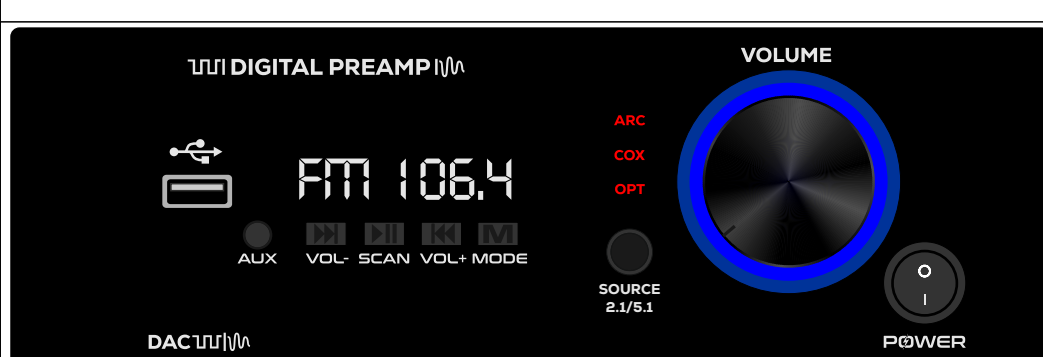 DIGITAL PREAMP
VOLUME
ARC
COX
OPT
FM 106.4
M
AUX
VOL- SCAN VOL+ MODE
SOURCE
2.1/5.1
O
I
POWER
DAC